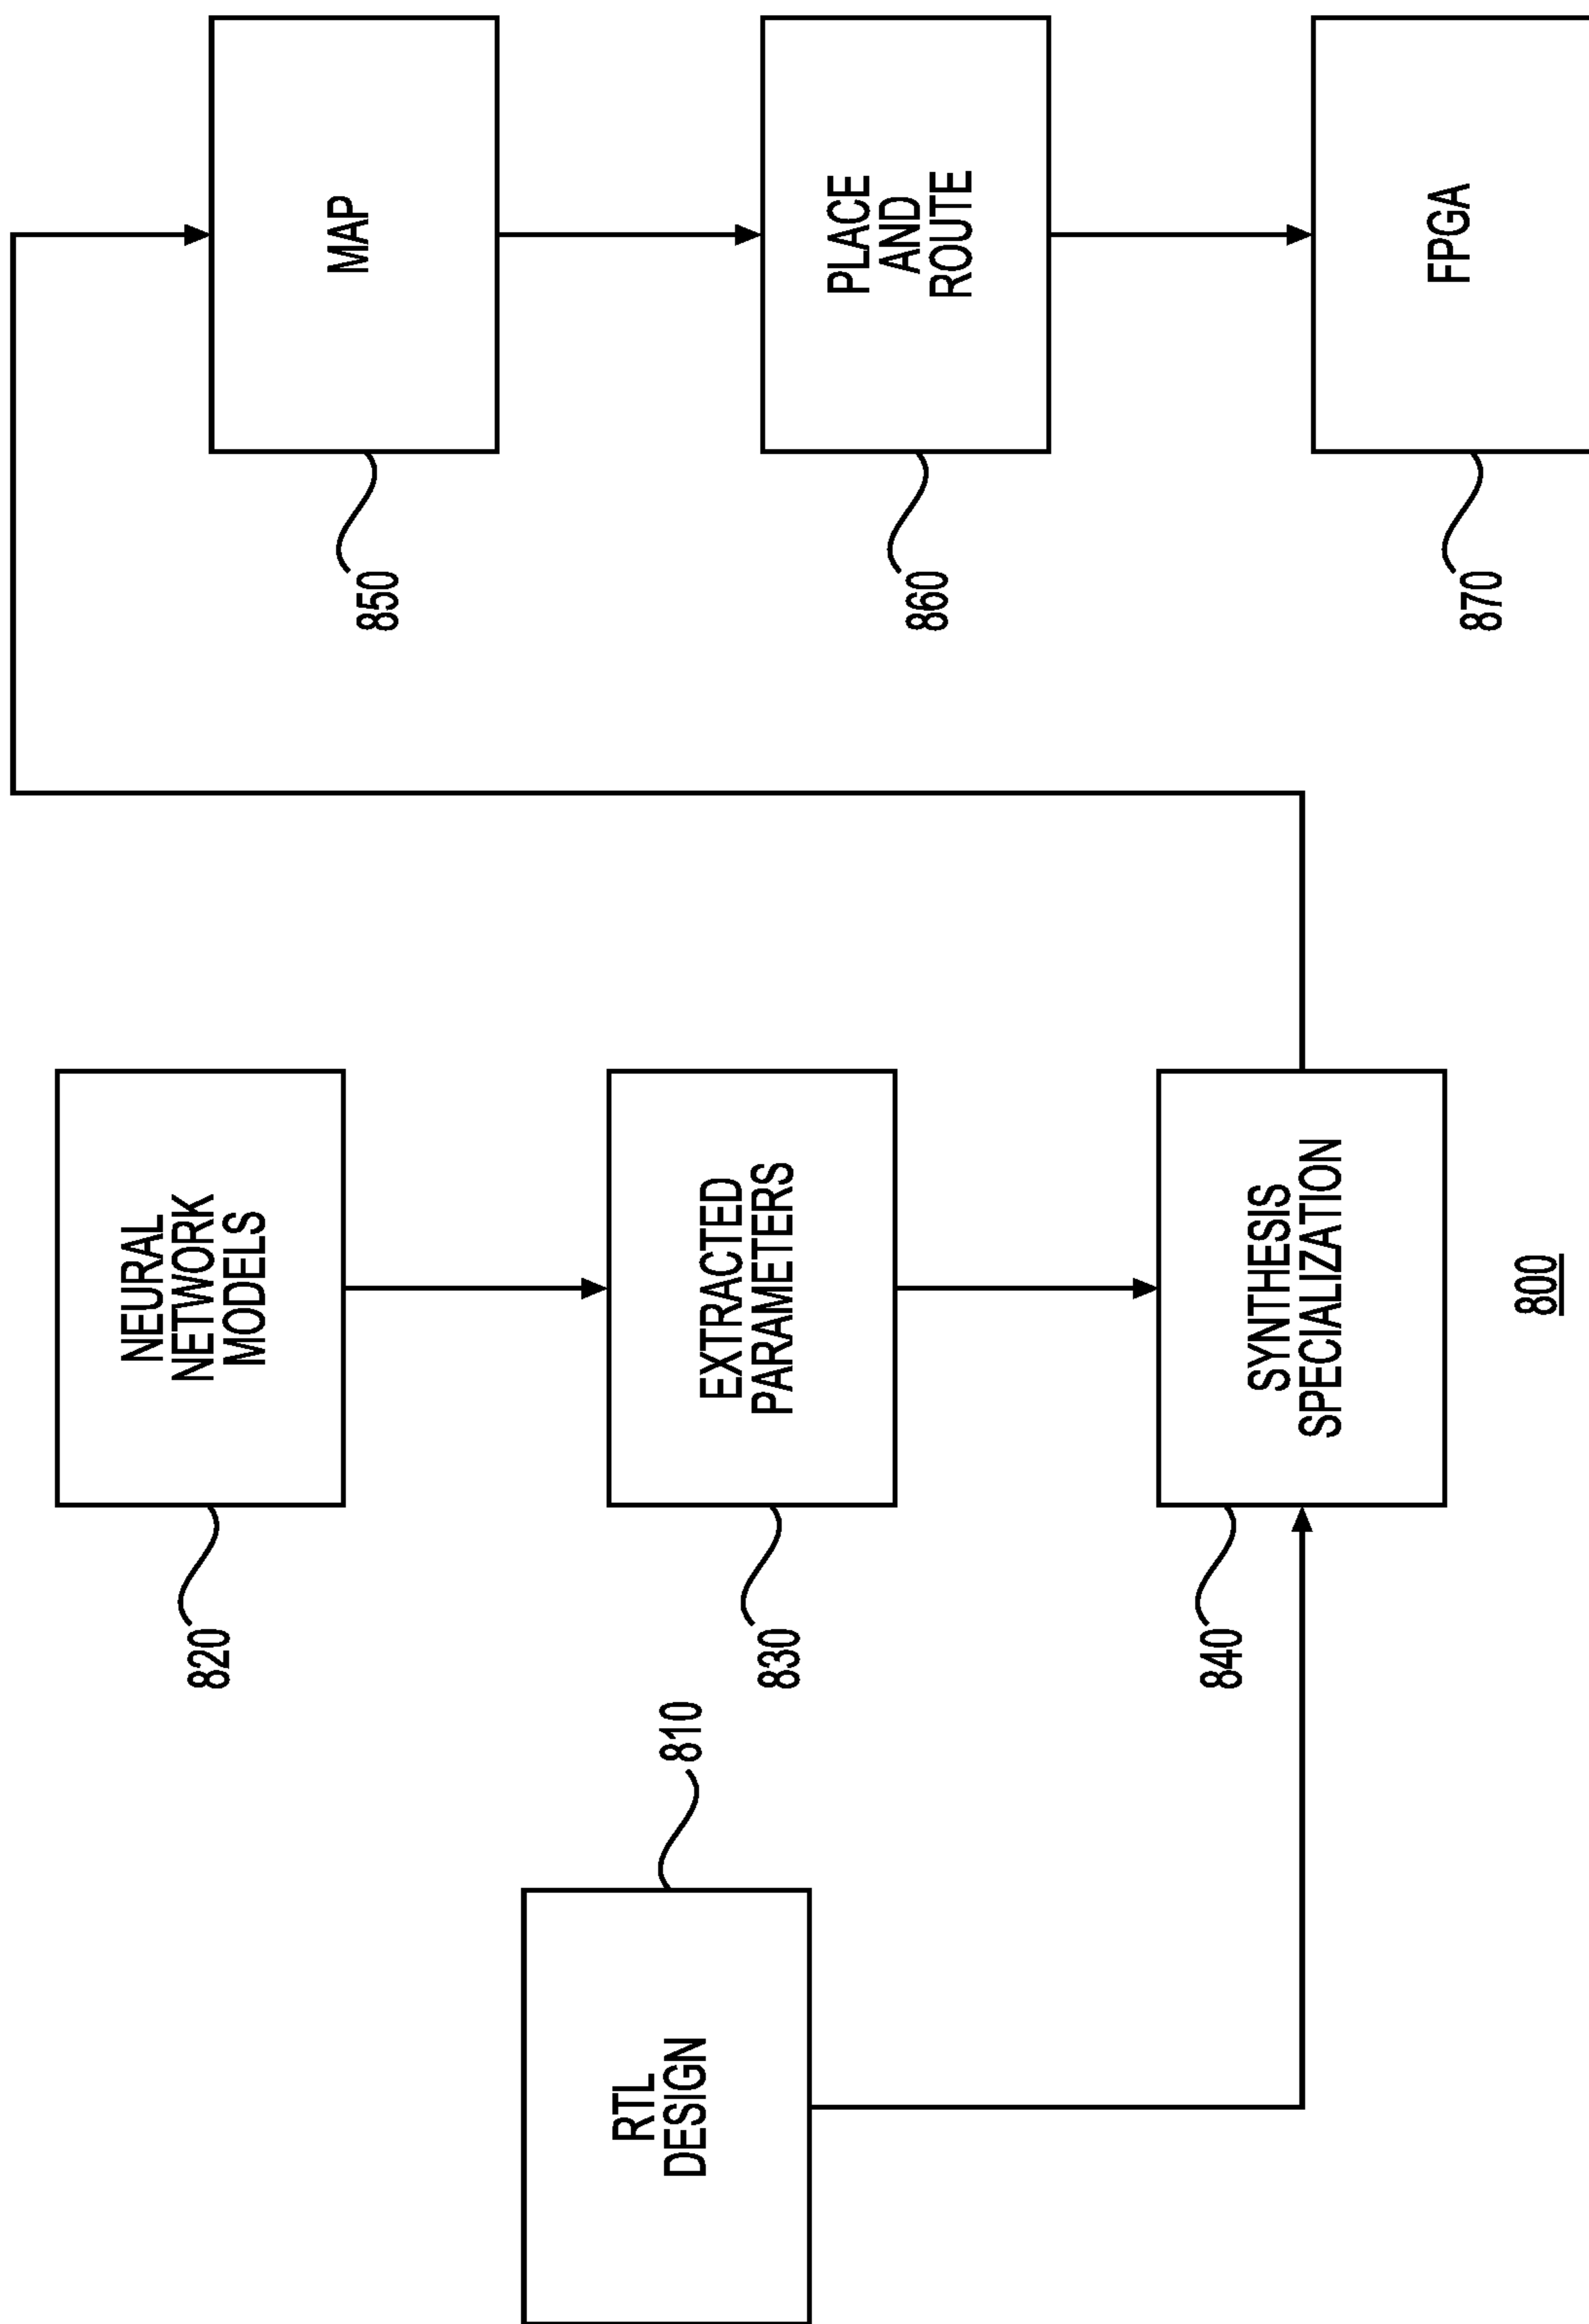 NEURAL
NETWORK
MODELS
820
EXTRACTED
PARAMETERS
830
RTL
DESIGN
810
SYNTHESIS
SPECIALIZATION
840
MAP
850
PLACE
AND
ROUTE
860
FPGA
870
800